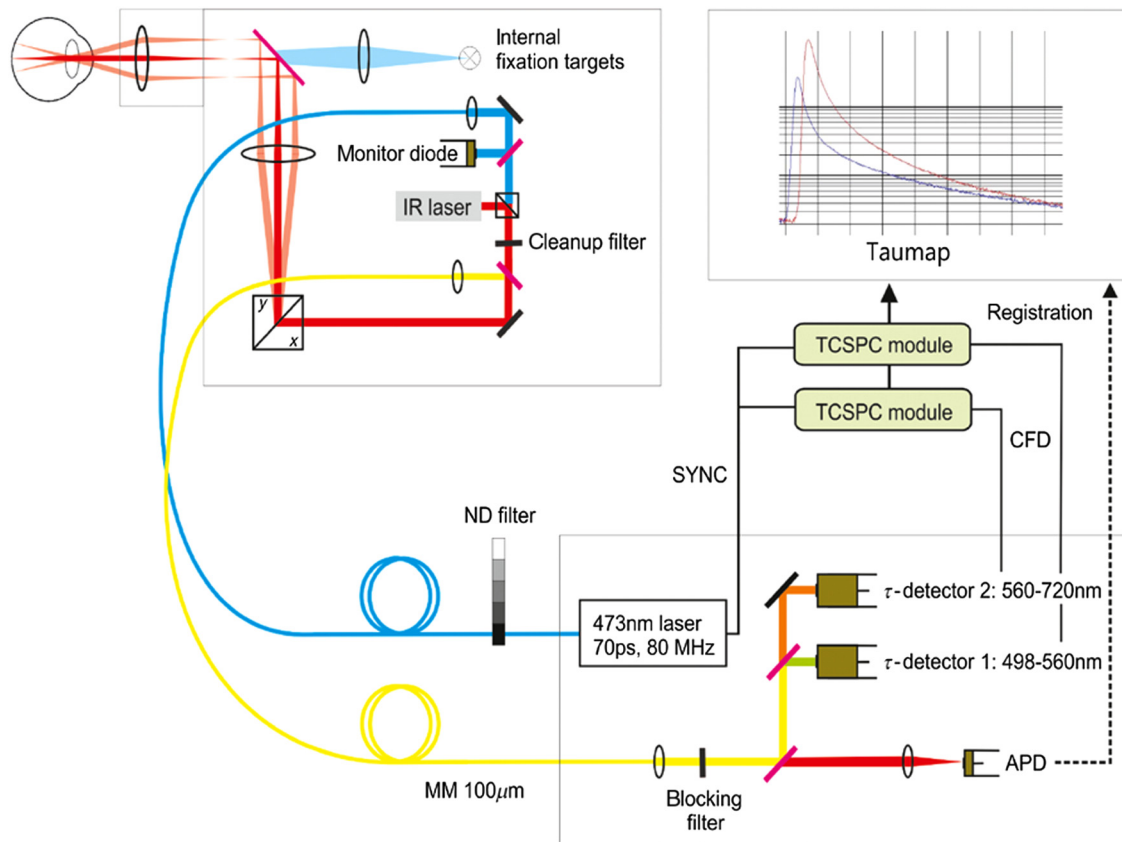 Internal
fixation targets
Monitor diode
IR laser
Cleanup filter
y
x
Taumap
Registration
TCSPC module
TCSPC module
CFD
SYNC
ND filter
473nm laser
70ps, 80 MHz
τ-detector 2: 560-720nm
τ-detector 1: 498-560nm
MM 100μm
Blocking
filter
APD